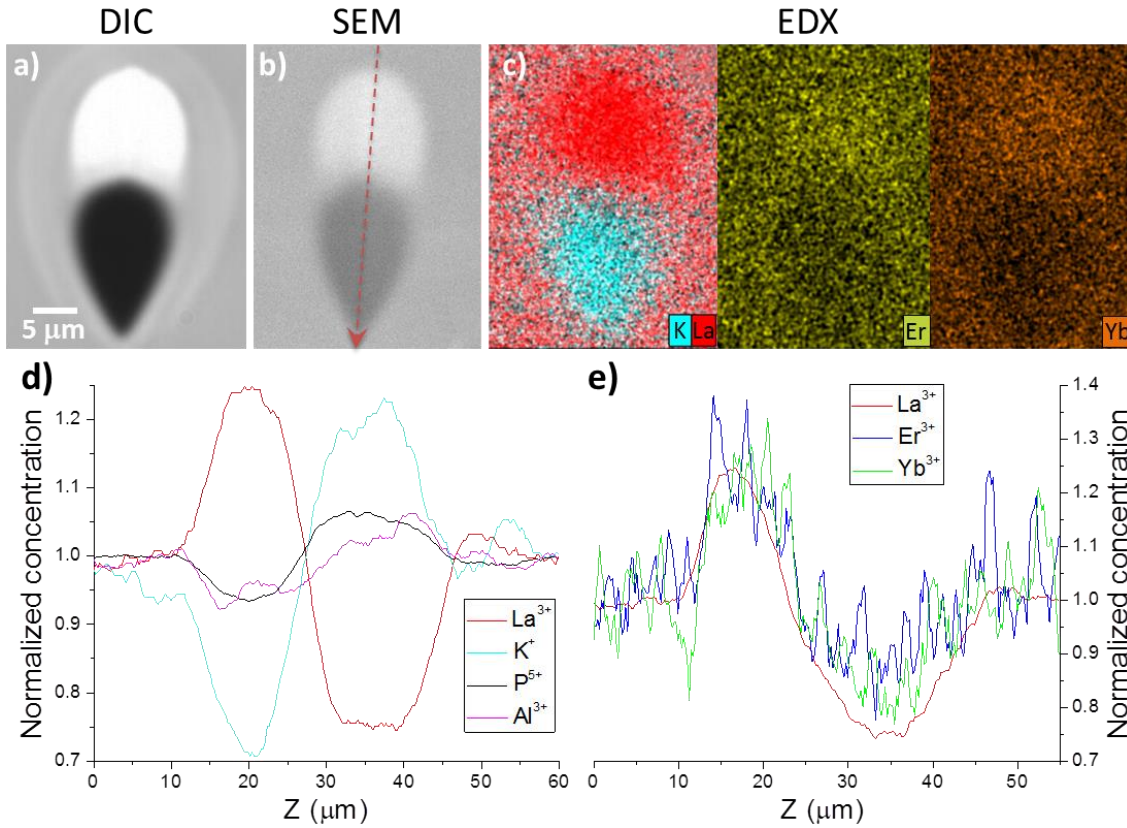 DIC SEM EDX
a) b) c)
5 μm
K La Er Yb
d) e)
Normalized concentration
1.2
1.1
1.0
0.9
0.8
0.7
0 10 20 30 40 50 60
Z (μm)
La³⁺
K⁺
P⁵⁺
Al³⁺
La³⁺
Er³⁺
Yb³⁺
1.4
1.3
1.2
1.1
1.0
0.9
0.8
0.7
Normalized concentration
0 10 20 30 40 50
Z (μm)